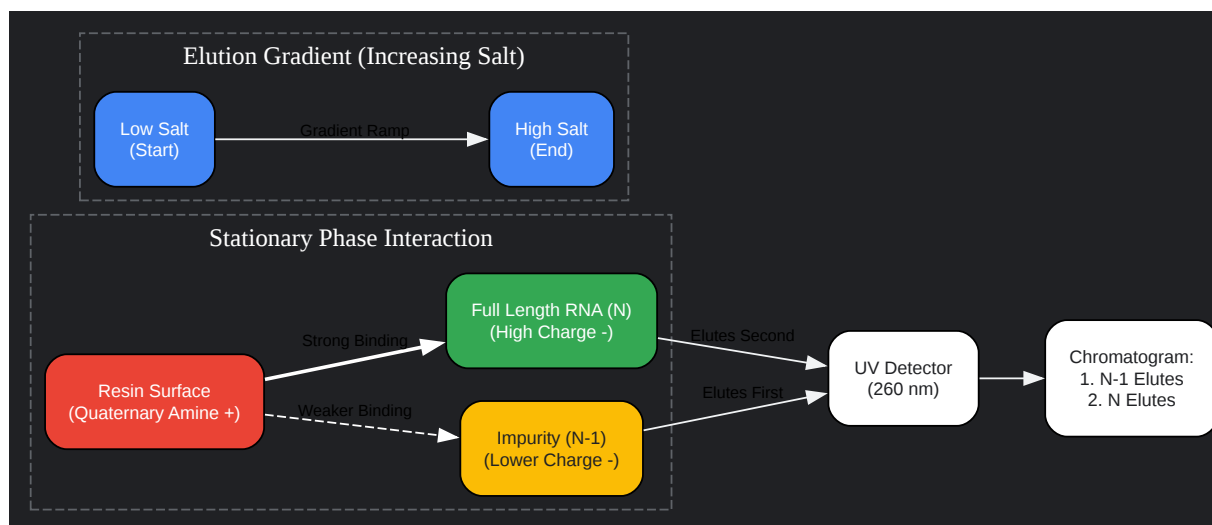 Elution Gradient (Increasing Salt)
Low Salt
(Start)
Gradient Ramp
High Salt
(End)
Stationary Phase Interaction
Resin Surface
(Quaternary Amine +)
Strong Binding
Weaker Binding
Full Length RNA (N)
(High Charge -)
Impurity (N-1)
(Lower Charge -)
Elutes Second
Elutes First
UV Detector
(260 nm)
Chromatogram:
1. N-1 Elutes
2. N Elutes